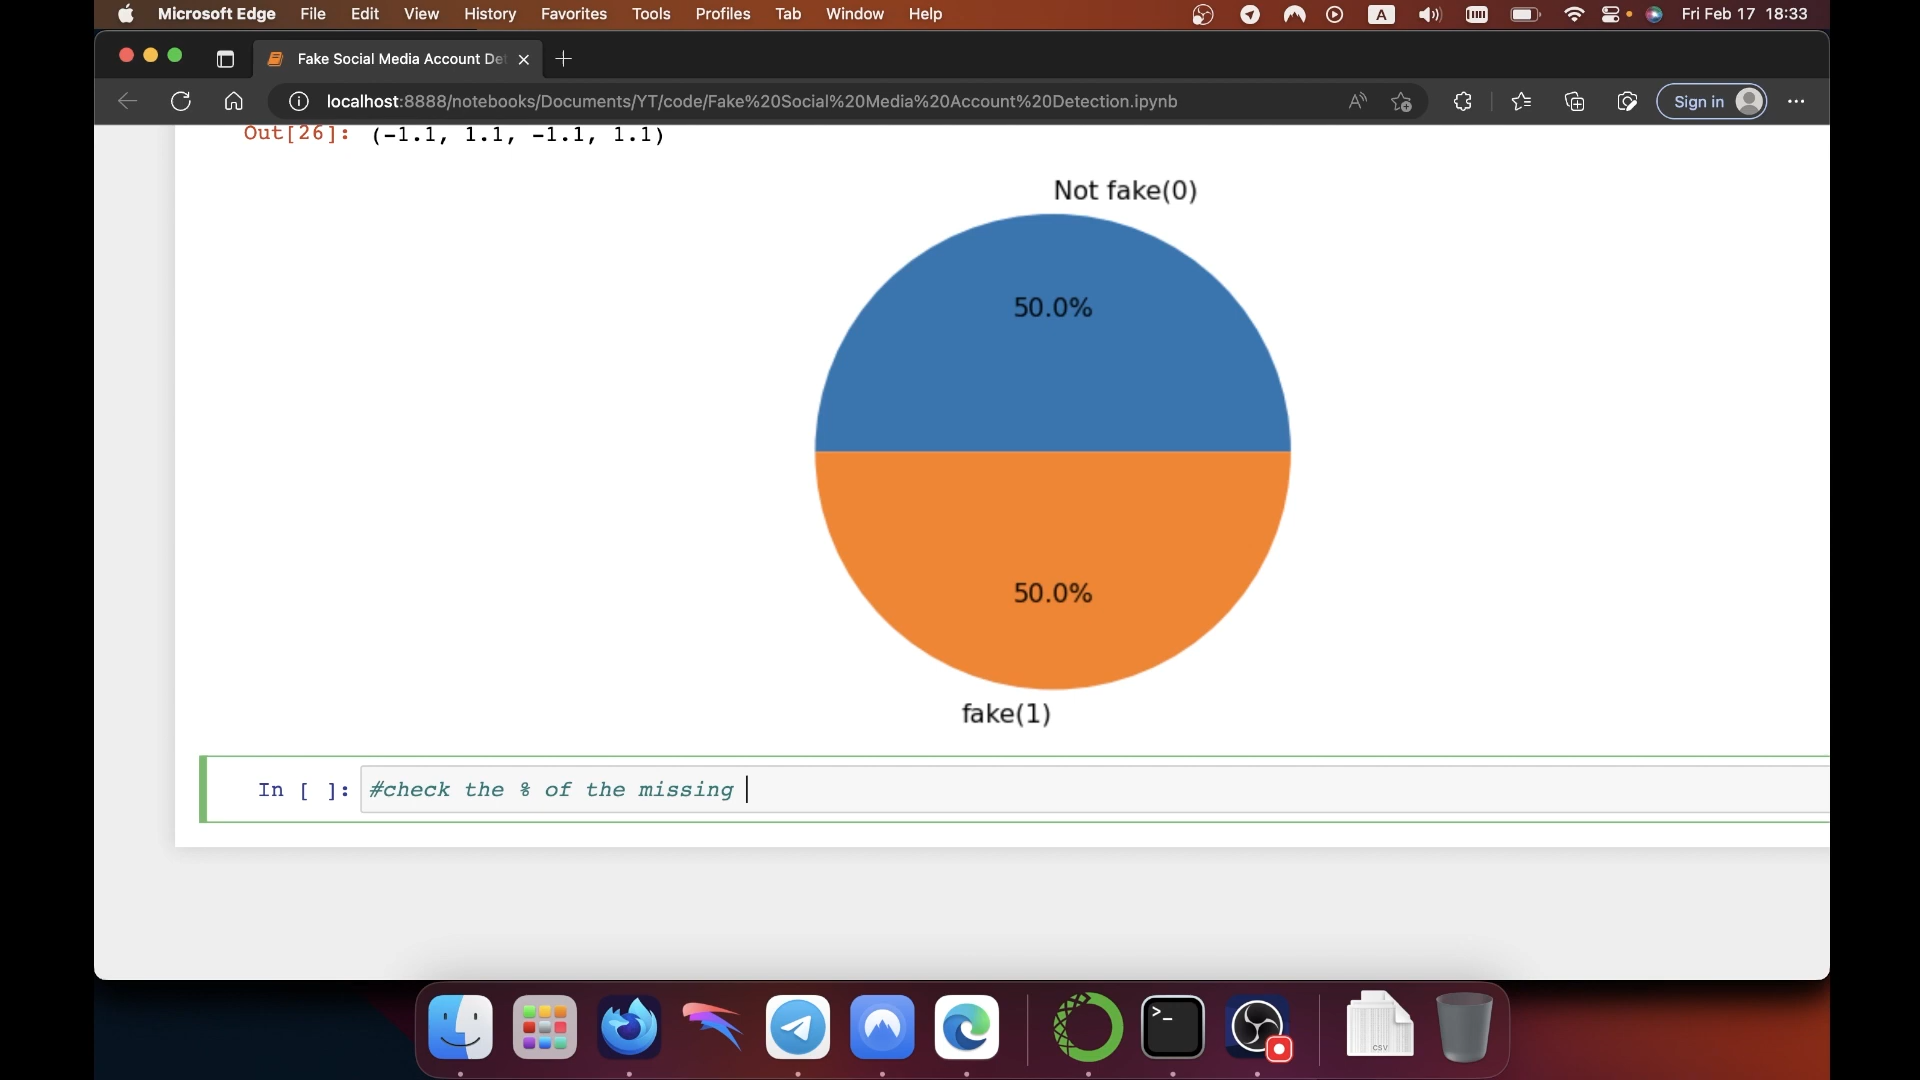 Microsoft Edge File Edit View History Favorites Tools Profiles Tab Window Help A Fri Feb 17 18:33
Fake Social Media Account De
localhost:8888/notebooks/Documents/YT/code/Fake%20Social%20Media%20Account%20Detection.ipynb Sign in
Out[26]: (-1.1, 1.1, -1.1, 1.1)
Not fake(0)
50.0%
50.0%
fake(1)
In [ ]: #check the % of the missing
>_
CSV